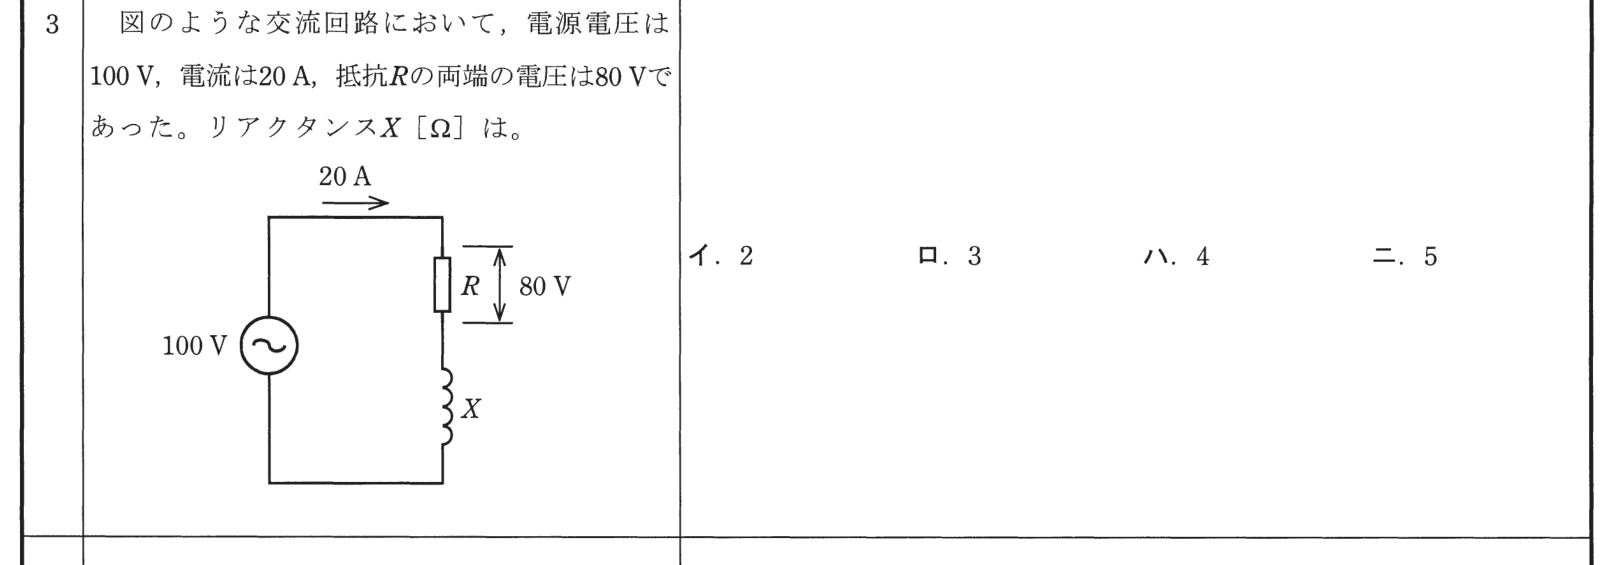 3
図のような交流回路において，電源電圧は
100 V，電流は20 A，抵抗Rの両端の電圧は80 Vで
あった。リアクタンスX［Ω］は。
20 A
R
80 V
100 V
X
イ．2
ロ．3
ハ．4
ニ．5